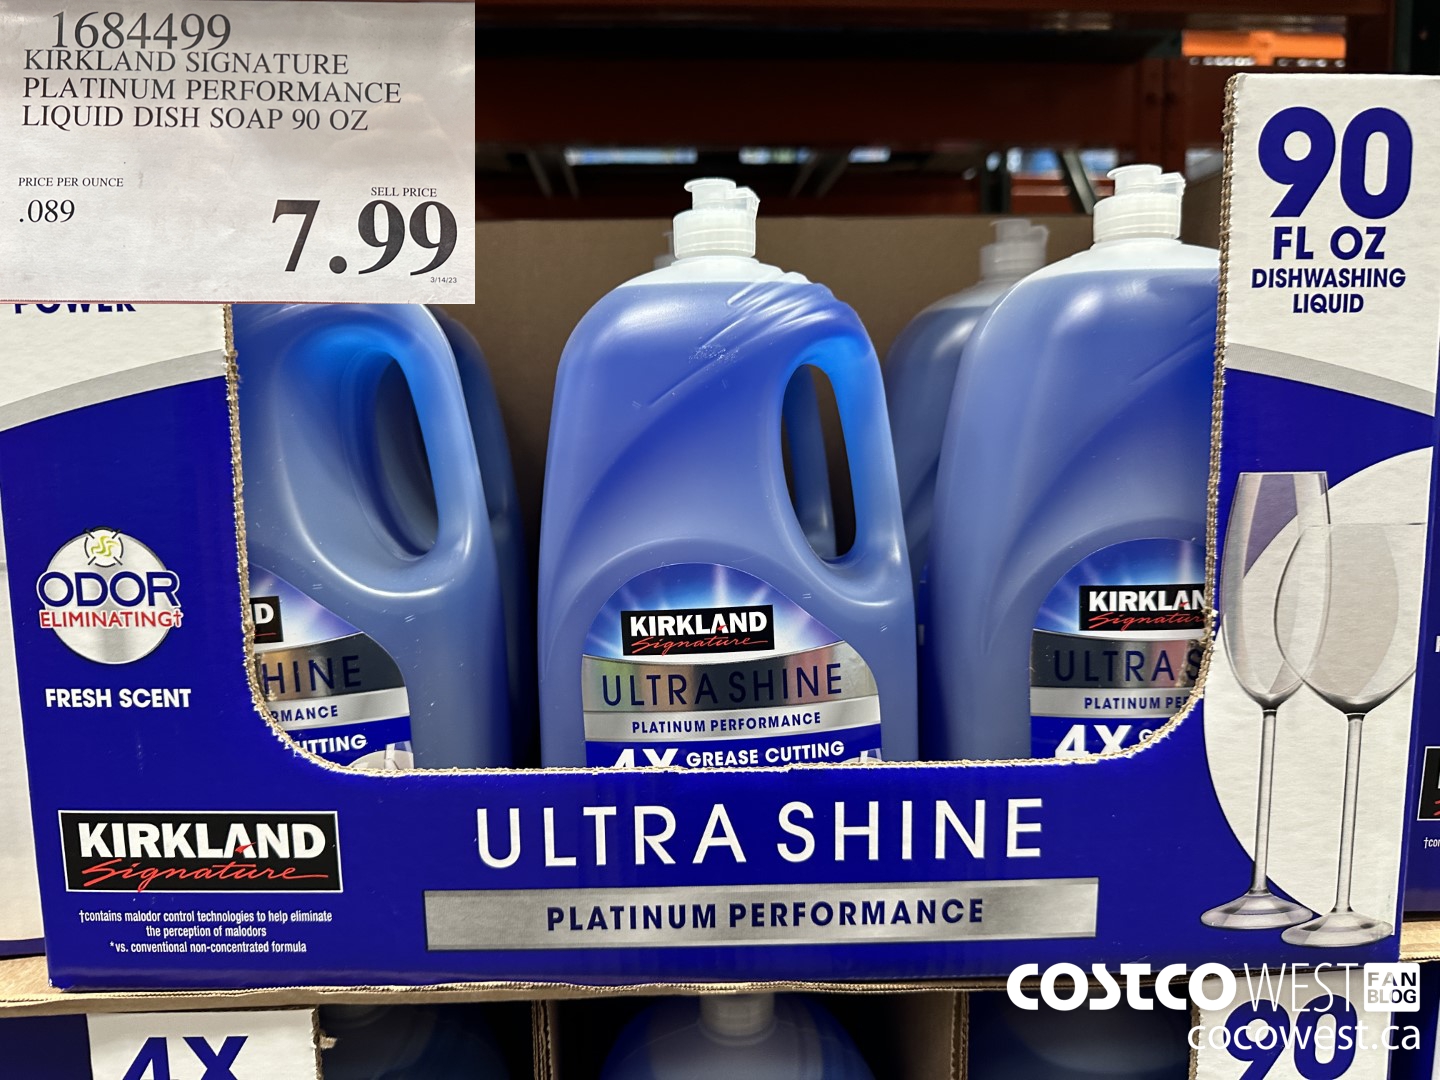 1684499
KIRKLAND SIGNATURE
PLATINUM PERFORMANCE
LIQUID DISH SOAP 90 OZ
PRICE PER OUNCE
.089
SELL PRICE
7.99
3/14/23
POWER
90
FL OZ
DISHWASHING
LIQUID
ODOR
ELIMINATING†
FRESH SCENT
D
HINE
RMANCE
UTTING
KIRKLAND
Signature
ULTRA SHINE
PLATINUM PERFORMANCE
4X GREASE CUTTING
KIRKLAN
Signatur
ULTRA S
PLATINUM PE
4X G
KIRKLAND
Signature
†contains malodor control technologies to help eliminate
the perception of malodors
*vs. conventional non-concentrated formula
ULTRA SHINE
PLATINUM PERFORMANCE
†con
COSTCO WEST FAN BLOG
cocowest.ca
4X
90